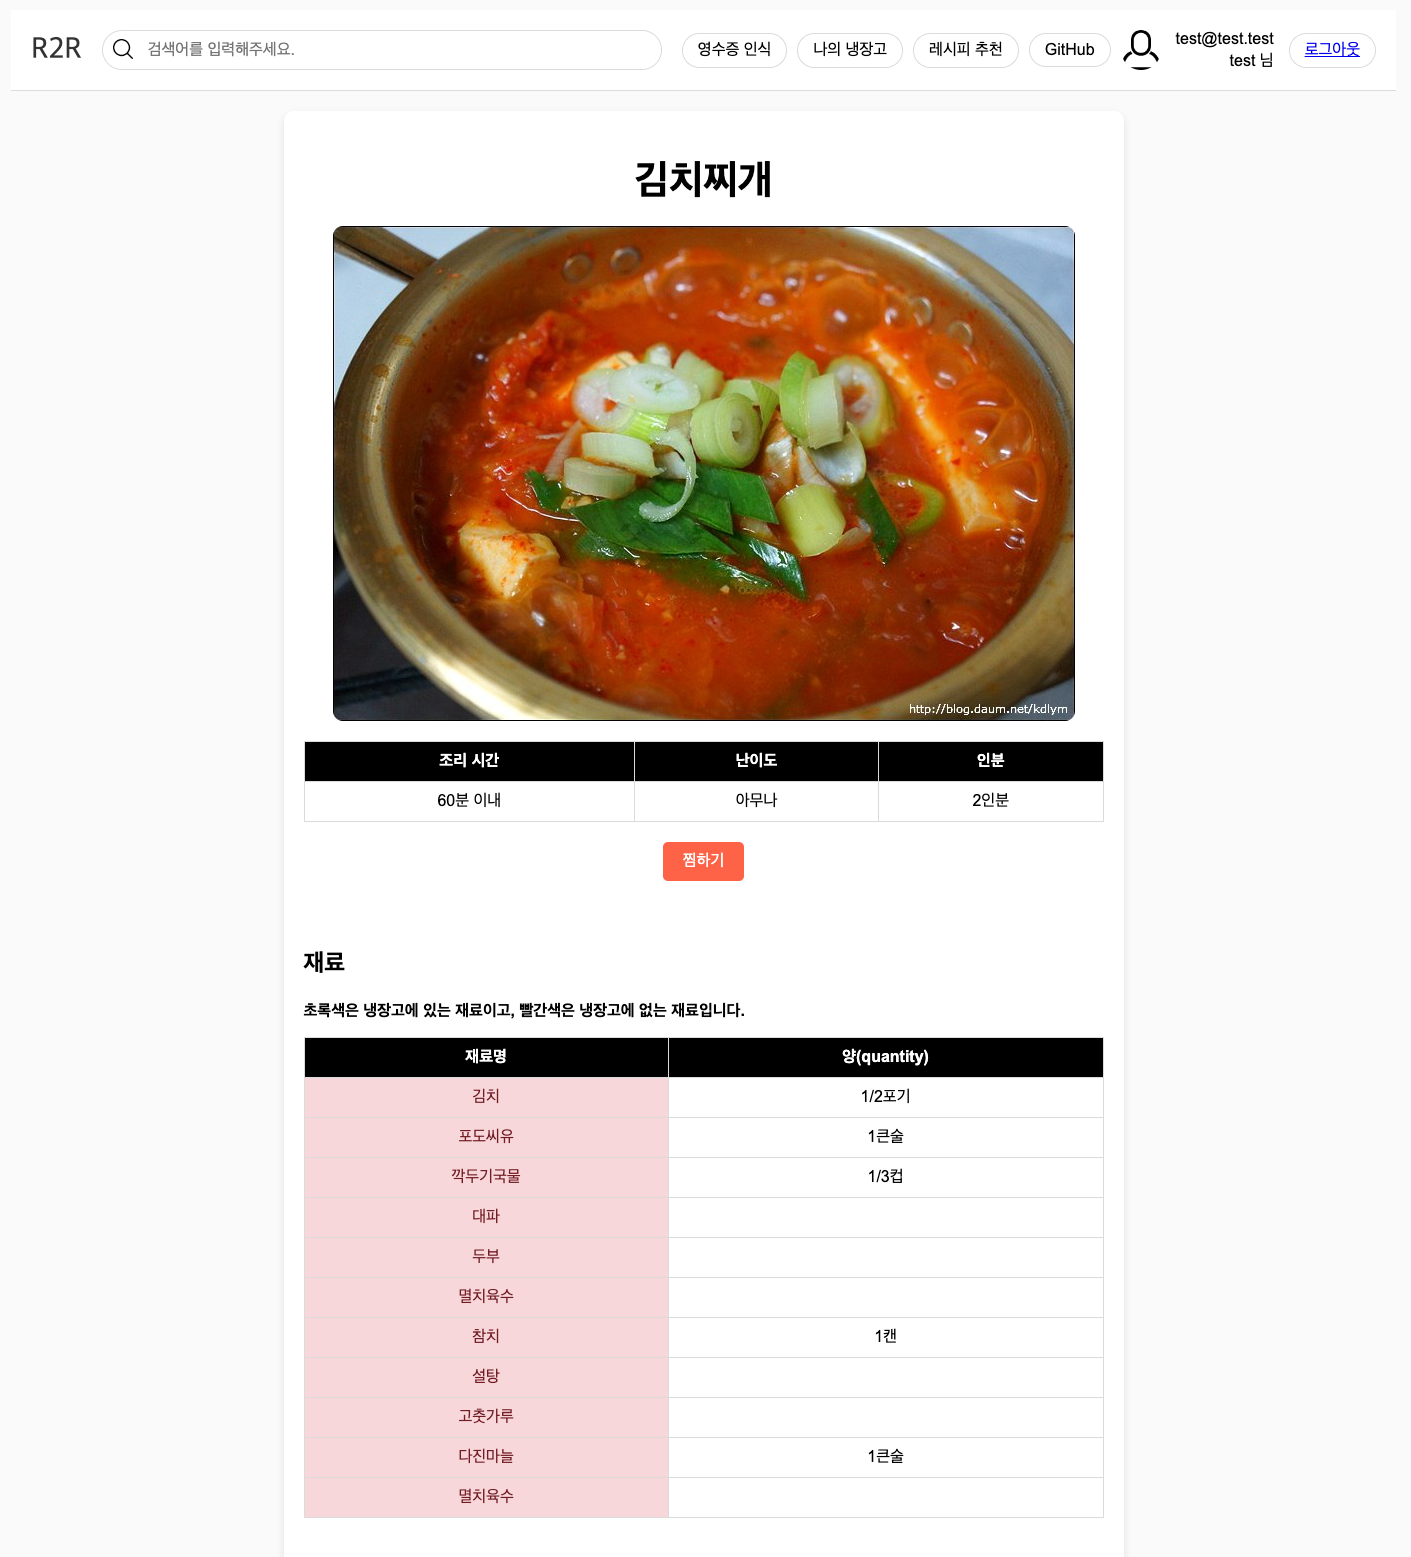 R2R
검색어를 입력해주세요.
영수증 인식
나의 냉장고
레시피 추천
GitHub
test@test.test
test 님
로그아웃
김치찌개
http://blog.daum.net/kdlym
조리 시간 난이도 인분
60분 이내 아무나 2인분
찜하기
재료
초록색은 냉장고에 있는 재료이고, 빨간색은 냉장고에 없는 재료입니다.
재료명 양(quantity)
김치 1/2포기
포도씨유 1큰술
깍두기국물 1/3컵
대파
두부
멸치육수
참치 1캔
설탕
고춧가루
다진마늘 1큰술
멸치육수